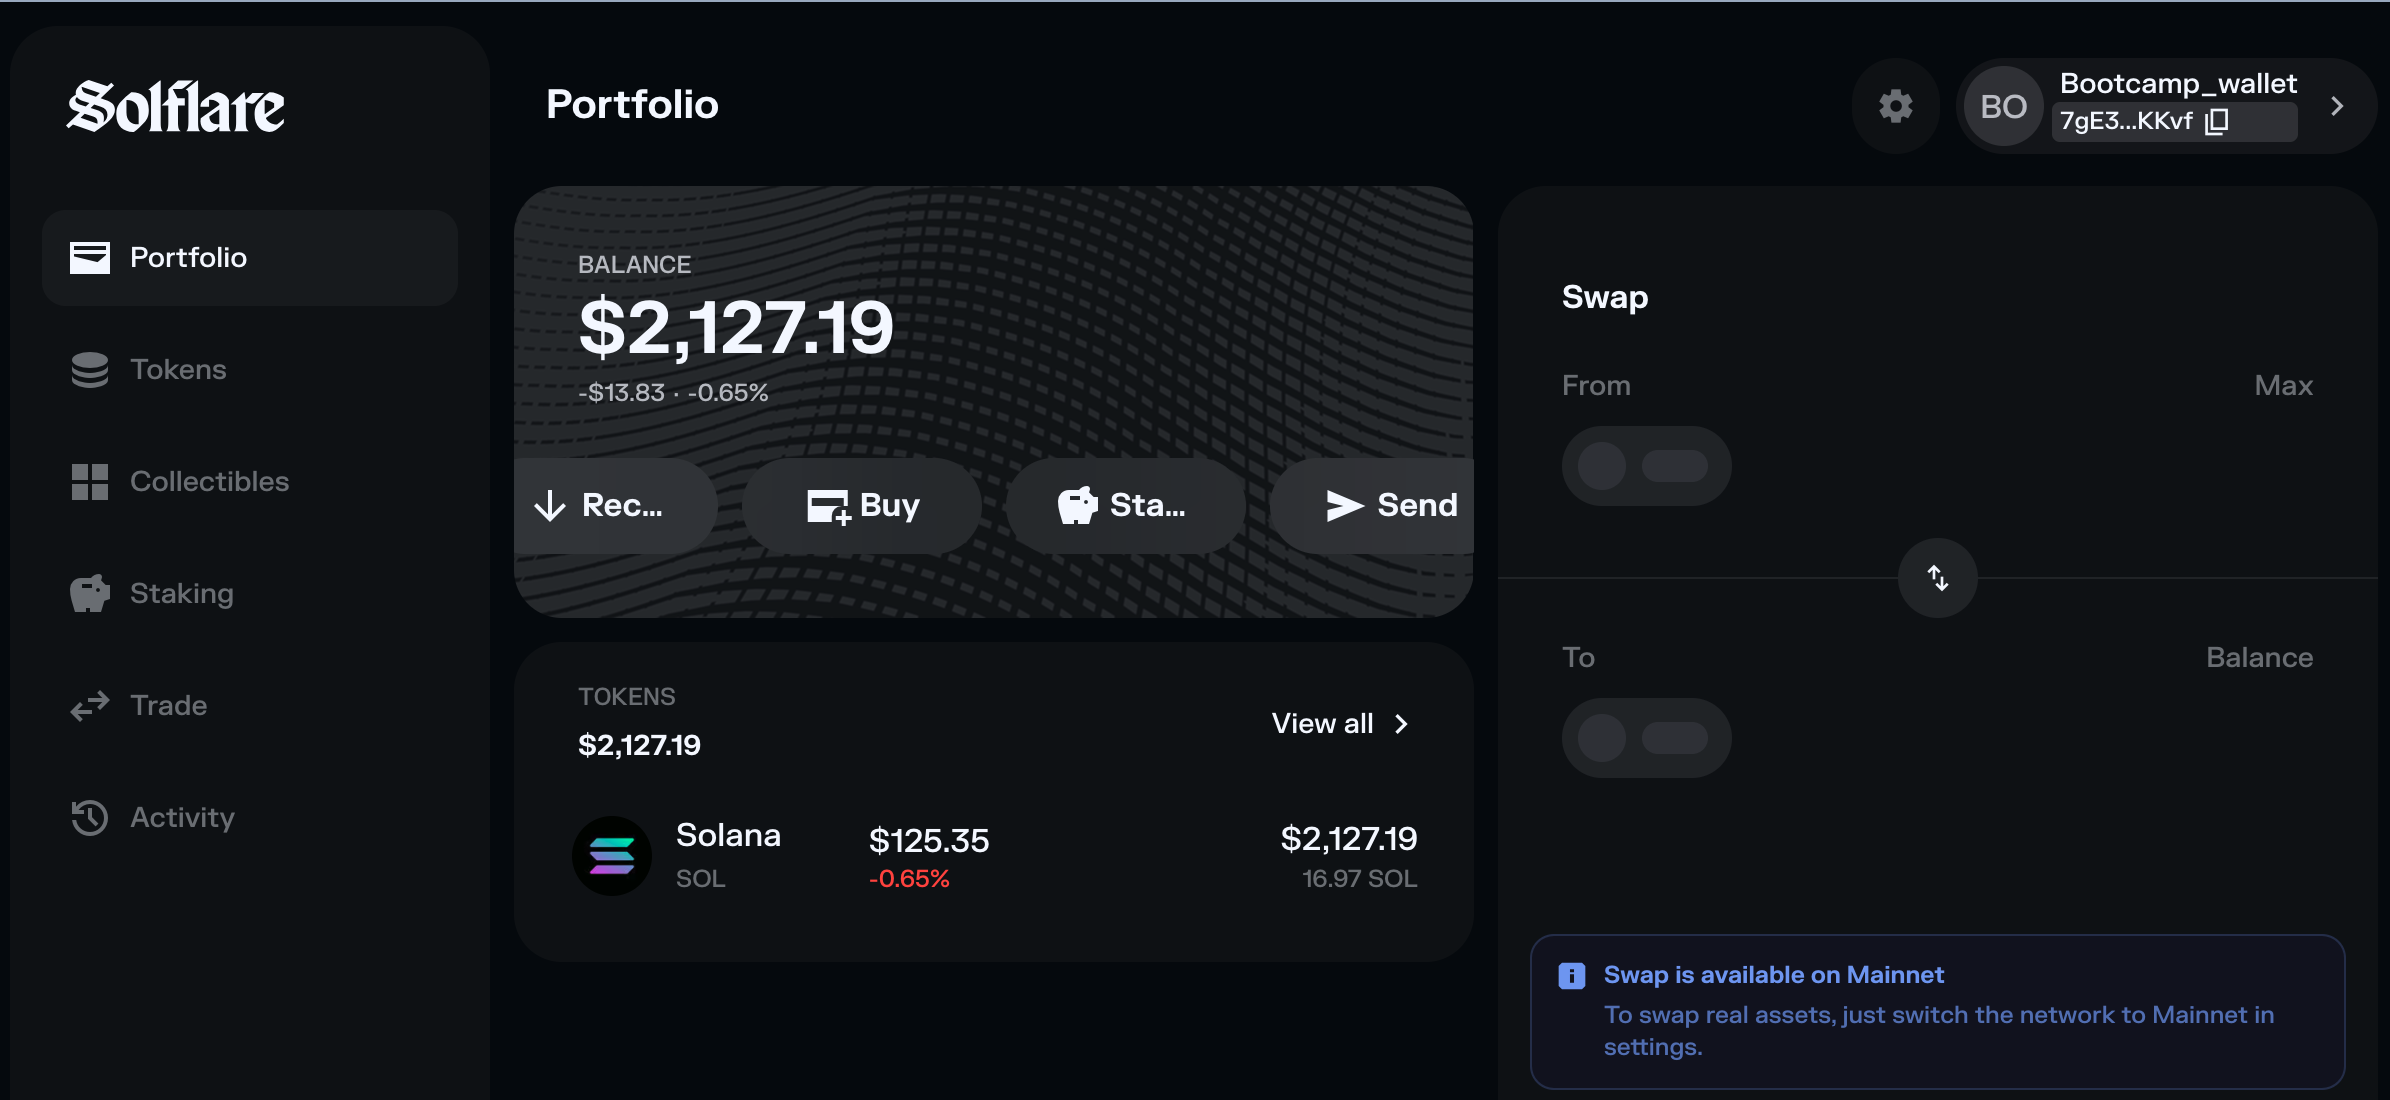 Solflare
Portfolio
Tokens
Collectibles
Staking
Trade
Activity
Portfolio
BO
Bootcamp_wallet
7gE3...KKvf
BALANCE
$2,127.19
-$13.83 · -0.65%
Rec...
Buy
Sta...
Send
TOKENS
$2,127.19
View all
Solana
SOL
$125.35
-0.65%
$2,127.19
16.97 SOL
Swap
From
Max
To
Balance
Swap is available on Mainnet
To swap real assets, just switch the network to Mainnet in
settings.